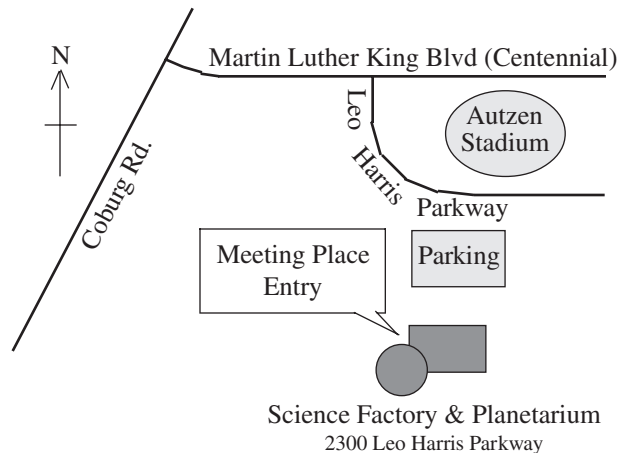 N
Martin Luther King Blvd (Centennial)
Leo
Harris
Parkway
Autzen
Stadium
Coburg Rd.
Meeting Place
Entry
Parking
Science Factory & Planetarium
2300 Leo Harris Parkway